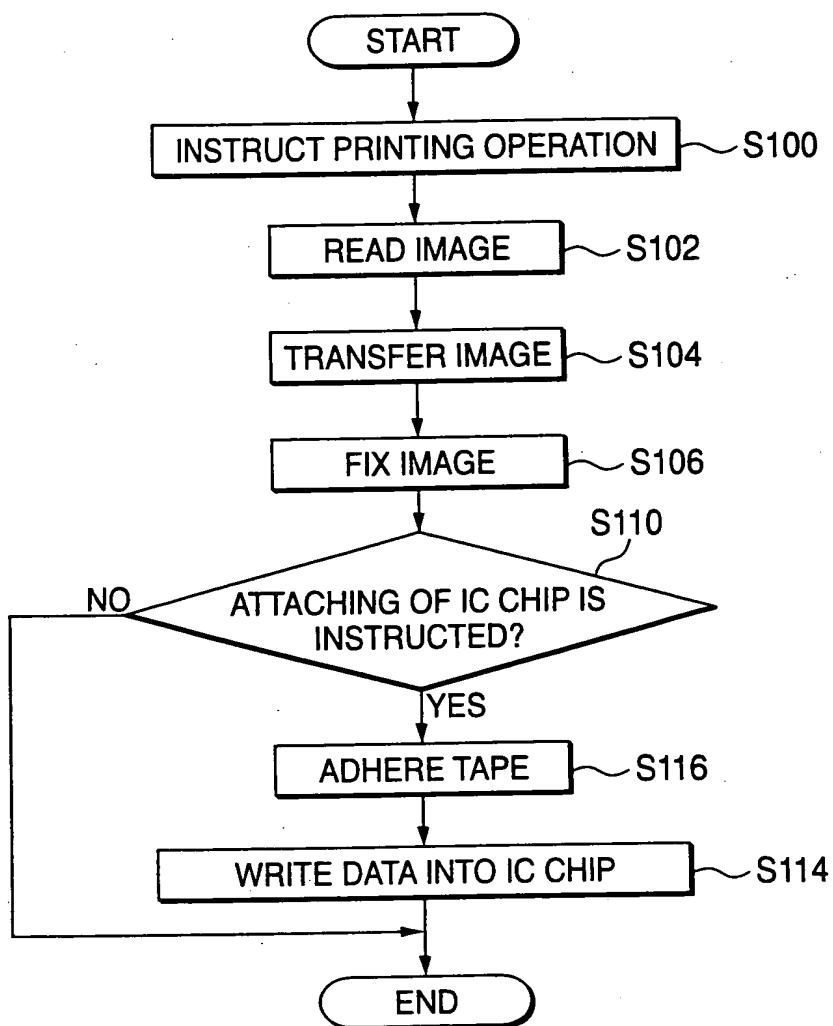 START
INSTRUCT PRINTING OPERATION
S100
READ IMAGE
S102
TRANSFER IMAGE
S104
FIX IMAGE
S106
S110
NO
ATTACHING OF IC CHIP IS
INSTRUCTED?
YES
ADHERE TAPE
S116
WRITE DATA INTO IC CHIP
S114
END